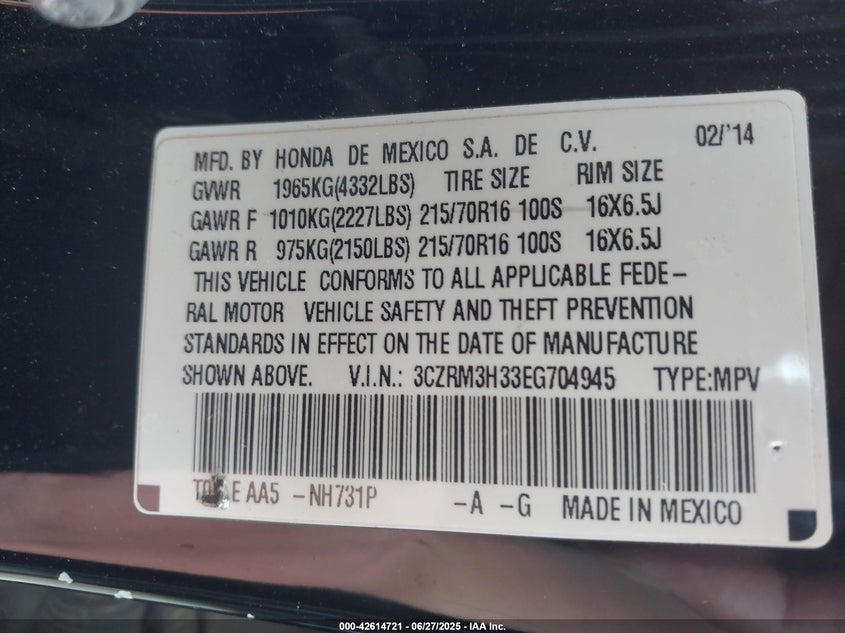 MFD. BY HONDA DE MEXICO S.A. DE C.V. 02/'14
GVWR 1965KG(4332LBS) TIRE SIZE RIM SIZE
GAWR F 1010KG(2227LBS) 215/70R16 100S 16X6.5J
GAWR R 975KG(2150LBS) 215/70R16 100S 16X6.5J
THIS VEHICLE CONFORMS TO ALL APPLICABLE FEDE-
RAL MOTOR VEHICLE SAFETY AND THEFT PREVENTION
STANDARDS IN EFFECT ON THE DATE OF MANUFACTURE
SHOWN ABOVE. V.I.N.: 3CZRM3H33EG704945 TYPE:MPV
AA5 -NH731P -A -G MADE IN MEXICO
000-42614721 / 06/27/2025 - IAA Inc.